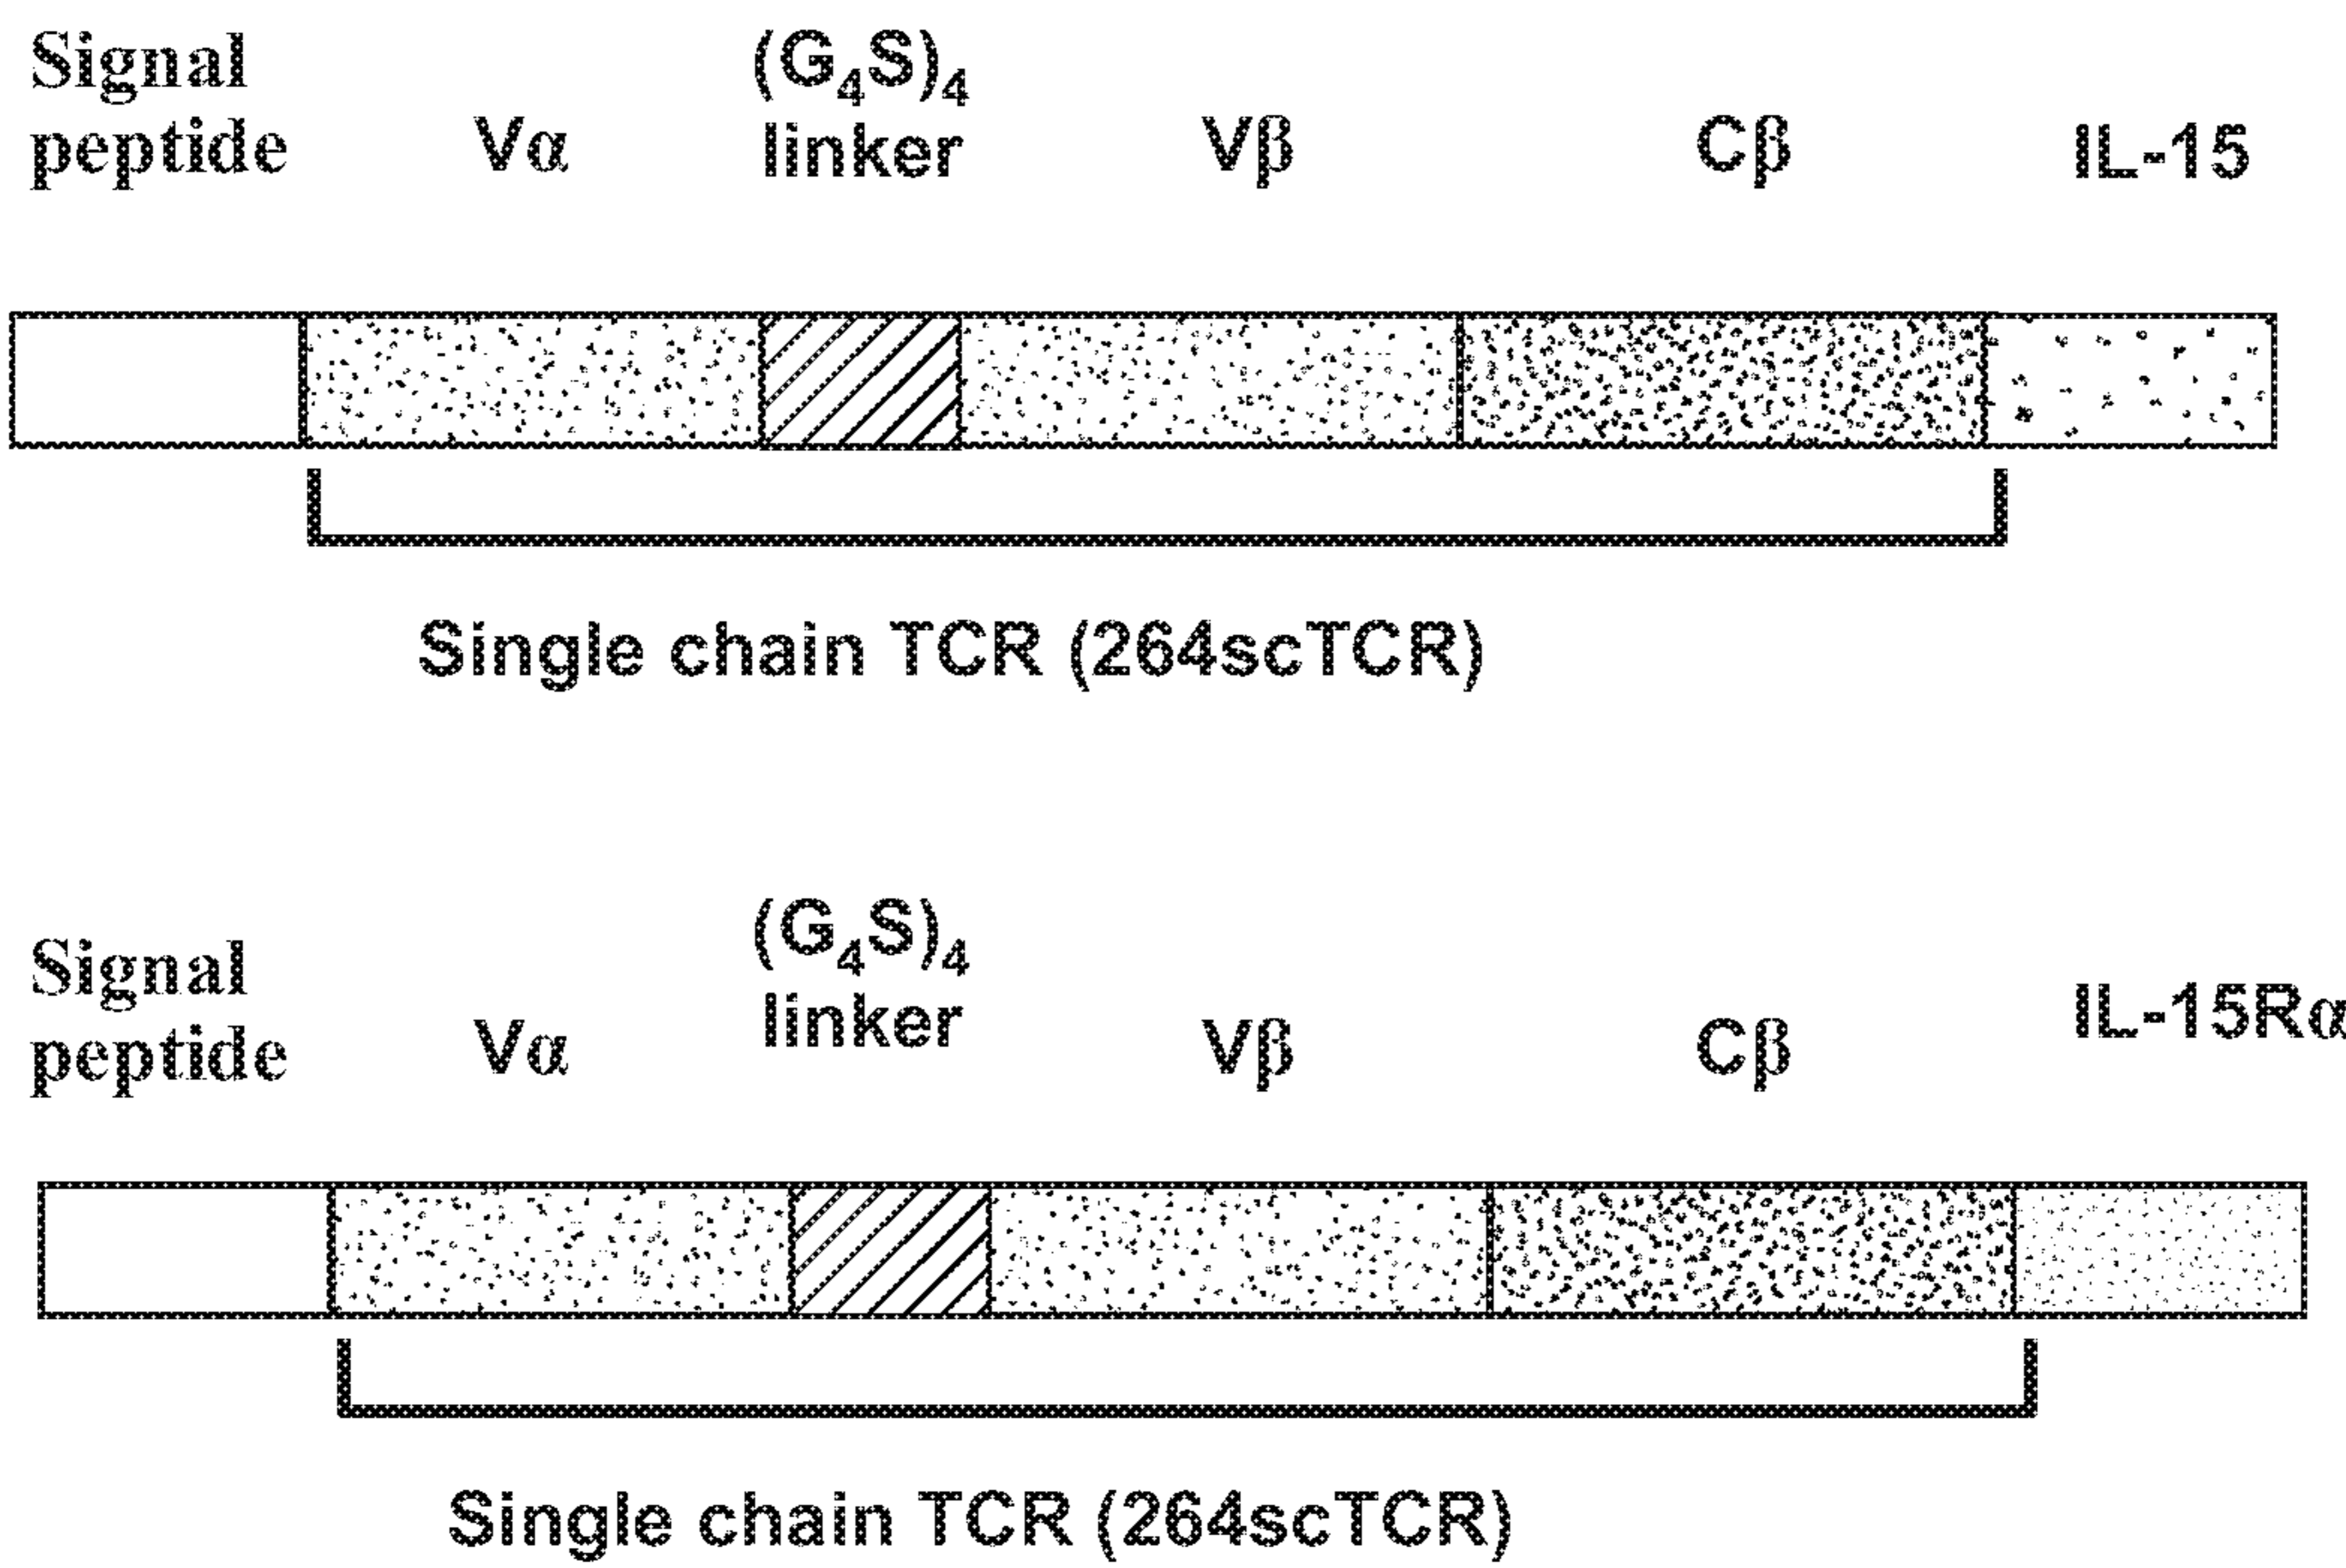 Signal
peptide
Vα
(G₄S)₄
linker
Vβ
Cβ
IL-15
Single chain TCR (264scTCR)
Signal
peptide
Vα
(G₄S)₄
linker
Vβ
Cβ
IL-15Rα
Single chain TCR (264scTCR)